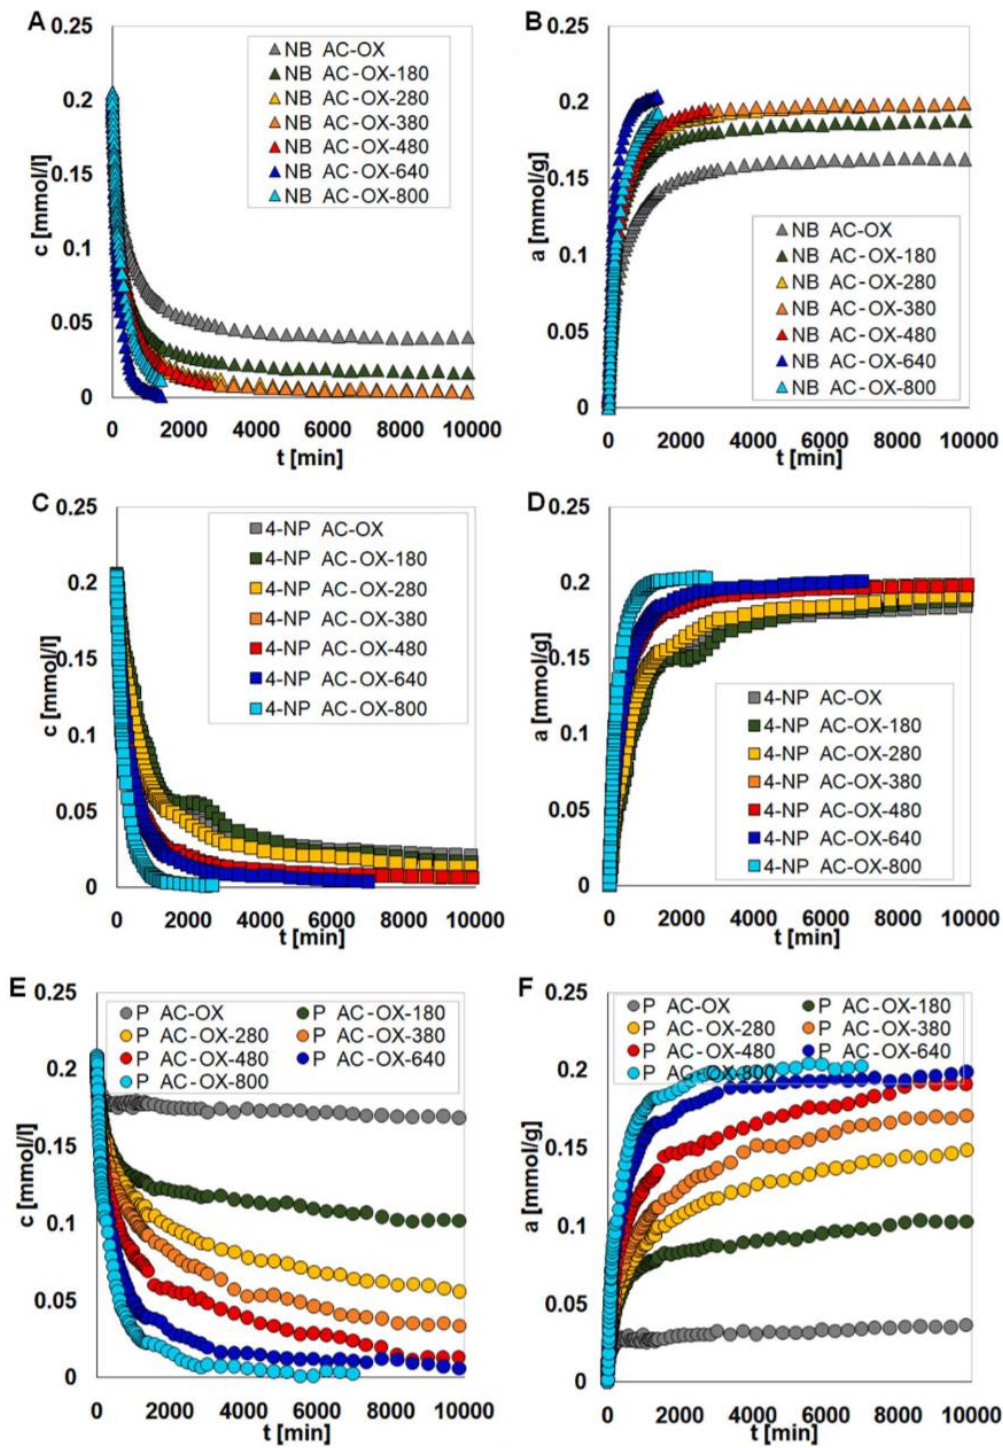 A
0.25
0.2
0.15
0.1
0.05
0
c [mmol/l]
NB AC-OX
NB AC-OX-180
NB AC-OX-280
NB AC-OX-380
NB AC-OX-480
NB AC-OX-640
NB AC-OX-800
0 2000 4000 6000 8000 10000
t [min]
B
0.25
0.2
0.15
0.1
0.05
0
a [mmol/g]
NB AC-OX
NB AC-OX-180
NB AC-OX-280
NB AC-OX-380
NB AC-OX-480
NB AC-OX-640
NB AC-OX-800
0 2000 4000 6000 8000 10000
t [min]
C
0.25
0.2
0.15
0.1
0.05
0
c [mmol/l]
4-NP AC-OX
4-NP AC-OX-180
4-NP AC-OX-280
4-NP AC-OX-380
4-NP AC-OX-480
4-NP AC-OX-640
4-NP AC-OX-800
0 2000 4000 6000 8000 10000
t [min]
D
0.25
0.2
0.15
0.1
0.05
0
a [mmol/g]
4-NP AC-OX
4-NP AC-OX-180
4-NP AC-OX-280
4-NP AC-OX-380
4-NP AC-OX-480
4-NP AC-OX-640
4-NP AC-OX-800
0 2000 4000 6000 8000 10000
t [min]
E
0.25
0.2
0.15
0.1
0.05
0
c [mmol/l]
P AC-OX P AC-OX-180
P AC-OX-280 P AC-OX-380
P AC-OX-480 P AC-OX-640
P AC-OX-800
0 2000 4000 6000 8000 10000
t [min]
F
0.25
0.2
0.15
0.1
0.05
0
a [mmol/g]
P AC-OX P AC-OX-180
P AC-OX-280 P AC-OX-380
P AC-OX-480 P AC-OX-640
P AC-OX-800
0 2000 4000 6000 8000 10000
t [min]